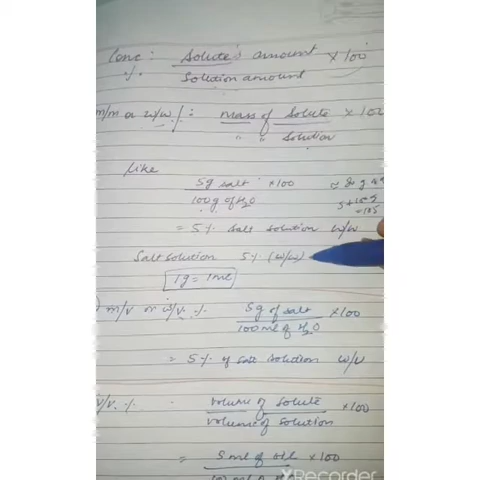 Conc: Solute's amount × 100
%. Solution amount
m/m or w/w %: mass of Solute × 100
" " Solution
Like
5g salt × 100
100g of H2O
5+100
=105
= 5% salt solution w/w
Salt solution 5% (w/w)
1g = 1ml
m/v or w/v %. 5g of salt × 100
100 ml of H2O
= 5% of salt solution w/v
v/v % Volume of Solute × 100
Volume of Solution
= 5 ml of × 100
XRecorder